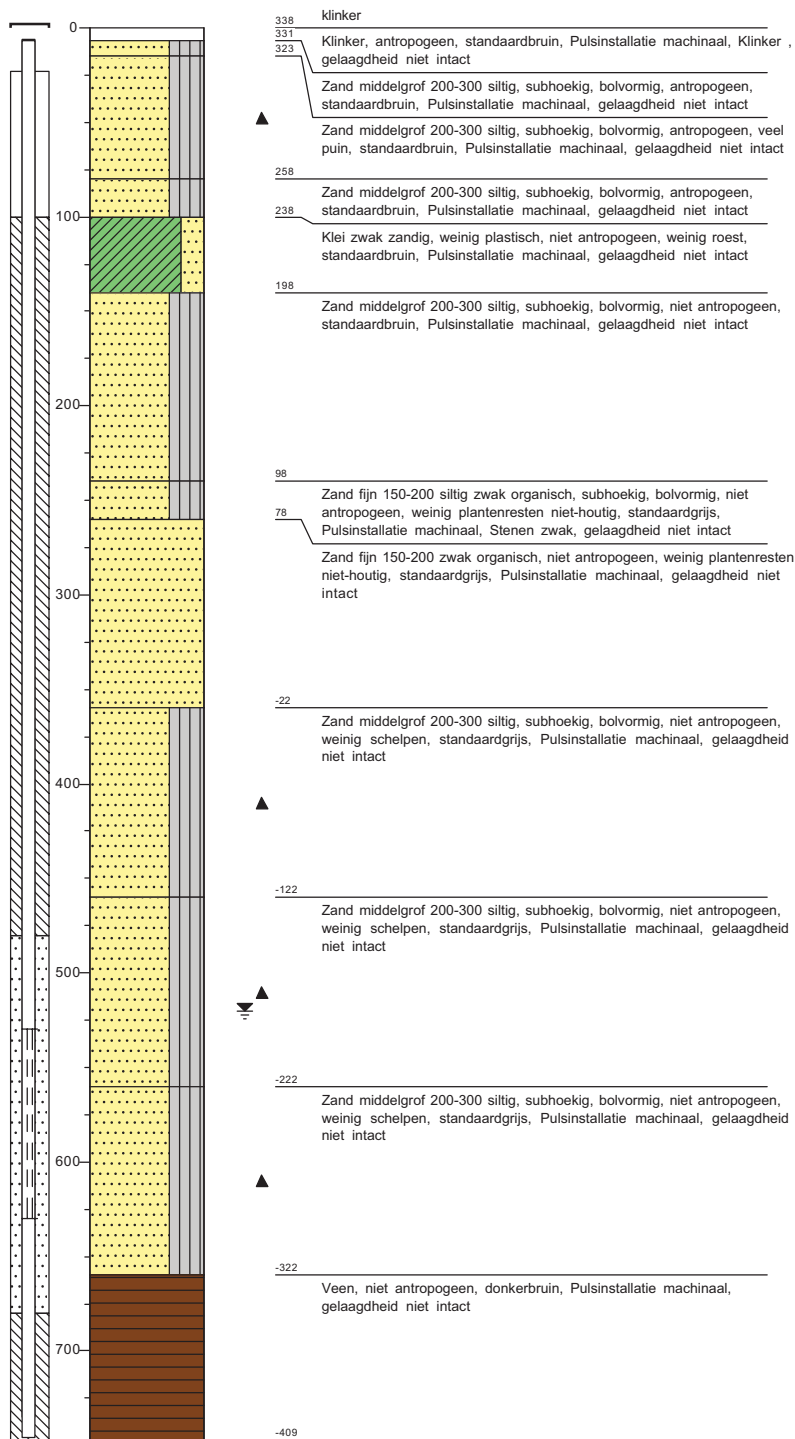 klinker
0
338
331
Klinker, antropogeen, standaardbruin, Pulsinstallatie machinaal, Klinker ,
gelaagdheid niet intact
323
Zand middelgrof 200-300 siltig, subhoekig, bolvormig, antropogeen,
standaardbruin, Pulsinstallatie machinaal, gelaagdheid niet intact
Zand middelgrof 200-300 siltig, subhoekig, bolvormig, antropogeen, veel
puin, standaardbruin, Pulsinstallatie machinaal, gelaagdheid niet intact
258
Zand middelgrof 200-300 siltig, subhoekig, bolvormig, antropogeen,
standaardbruin, Pulsinstallatie machinaal, gelaagdheid niet intact
100
238
Klei zwak zandig, weinig plastisch, niet antropogeen, weinig roest,
standaardbruin, Pulsinstallatie machinaal, gelaagdheid niet intact
198
Zand middelgrof 200-300 siltig, subhoekig, bolvormig, niet antropogeen,
standaardbruin, Pulsinstallatie machinaal, gelaagdheid niet intact
200
98
Zand fijn 150-200 siltig zwak organisch, subhoekig, bolvormig, niet
antropogeen, weinig plantenresten niet-houtig, standaardgrijs,
Pulsinstallatie machinaal, Stenen zwak, gelaagdheid niet intact
78
Zand fijn 150-200 zwak organisch, niet antropogeen, weinig plantenresten
niet-houtig, standaardgrijs, Pulsinstallatie machinaal, gelaagdheid niet
intact
300
-22
Zand middelgrof 200-300 siltig, subhoekig, bolvormig, niet antropogeen,
weinig schelpen, standaardgrijs, Pulsinstallatie machinaal, gelaagdheid
niet intact
400
-122
Zand middelgrof 200-300 siltig, subhoekig, bolvormig, niet antropogeen,
weinig schelpen, standaardgrijs, Pulsinstallatie machinaal, gelaagdheid
niet intact
500
-222
Zand middelgrof 200-300 siltig, subhoekig, bolvormig, niet antropogeen,
weinig schelpen, standaardgrijs, Pulsinstallatie machinaal, gelaagdheid
niet intact
600
-322
Veen, niet antropogeen, donkerbruin, Pulsinstallatie machinaal,
gelaagdheid niet intact
700
-409